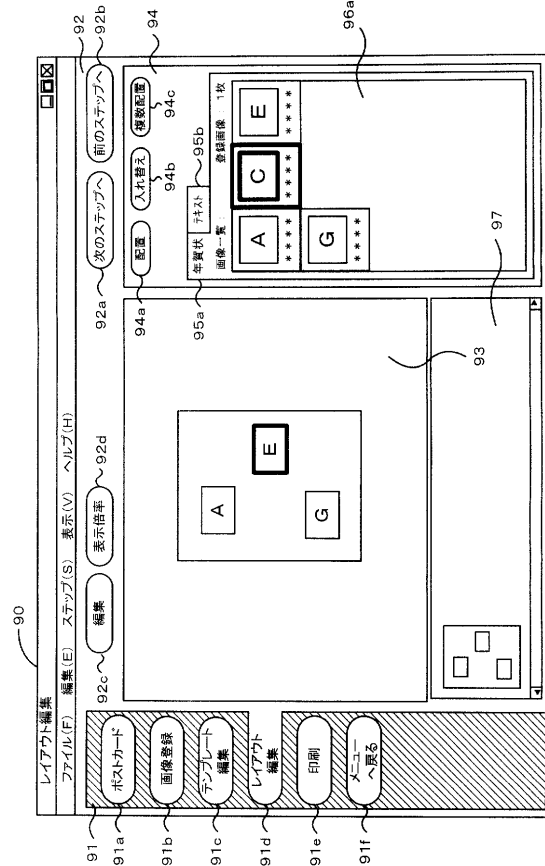 90
レイアウト編集
ファイル(F) 編集(E) ステップ(S) 表示(V) ヘルプ(H)
91
91a
ポストカード
91b
画像登録
91c
テンプレート
編集
91d
レイアウト
編集
91e
印刷
91f
メニュー
へ戻る
92c
編集
表示倍率
92d
92a
次のステップへ
前のステップへ
92
92b
A
E
G
93
94
94a
配置
94b
入れ替え
94c
複数配置
95a
年賀状
テキスト
95b
画像一覧:
登録画像: 1枚
A
C
E
****
****
****
G
****
96a
97